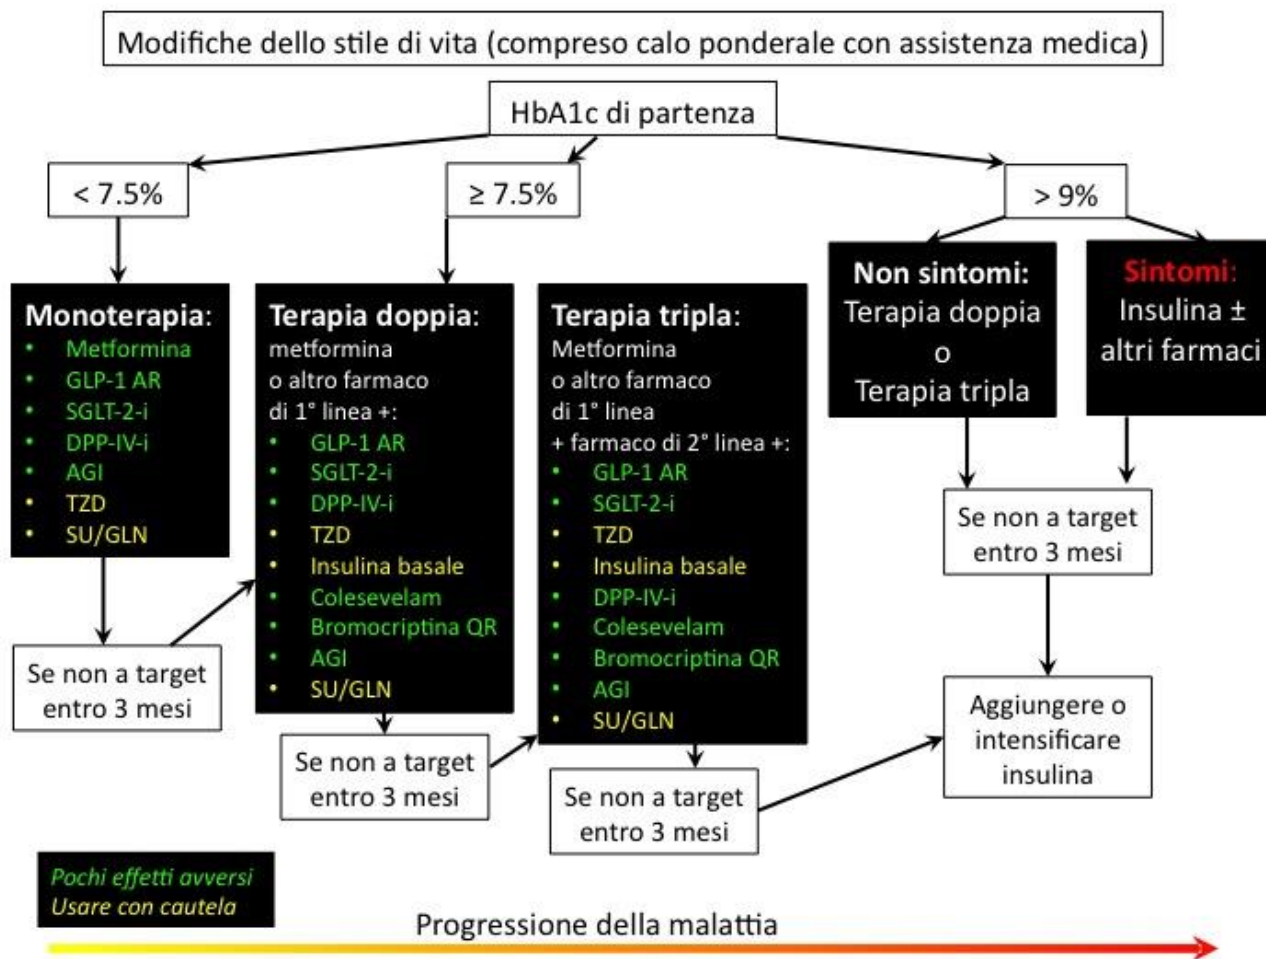 Modifiche dello stile di vita (compreso calo ponderale con assistenza medica)
HbA1c di partenza
< 7.5%
≥ 7.5%
> 9%
Monoterapia:
• Metformina
• GLP-1 AR
• SGLT-2-i
• DPP-IV-i
• AGI
• TZD
• SU/GLN
Se non a target
entro 3 mesi
Terapia doppia:
metformina
o altro farmaco
di 1° linea +:
• GLP-1 AR
• SGLT-2-i
• DPP-IV-i
• TZD
• Insulina basale
• Colesevelam
• Bromocriptina QR
• AGI
• SU/GLN
Se non a target
entro 3 mesi
Terapia tripla:
Metformina
o altro farmaco
di 1° linea
+ farmaco di 2° linea +:
• GLP-1 AR
• SGLT-2-i
• TZD
• Insulina basale
• DPP-IV-i
• Colesevelam
• Bromocriptina QR
• AGI
• SU/GLN
Se non a target
entro 3 mesi
Non sintomi:
Terapia doppia
o
Terapia tripla
Sintomi:
Insulina ±
altri farmaci
Se non a target
entro 3 mesi
Aggiungere o
intensificare
insulina
Pochi effetti avversi
Usare con cautela
Progressione della malattia